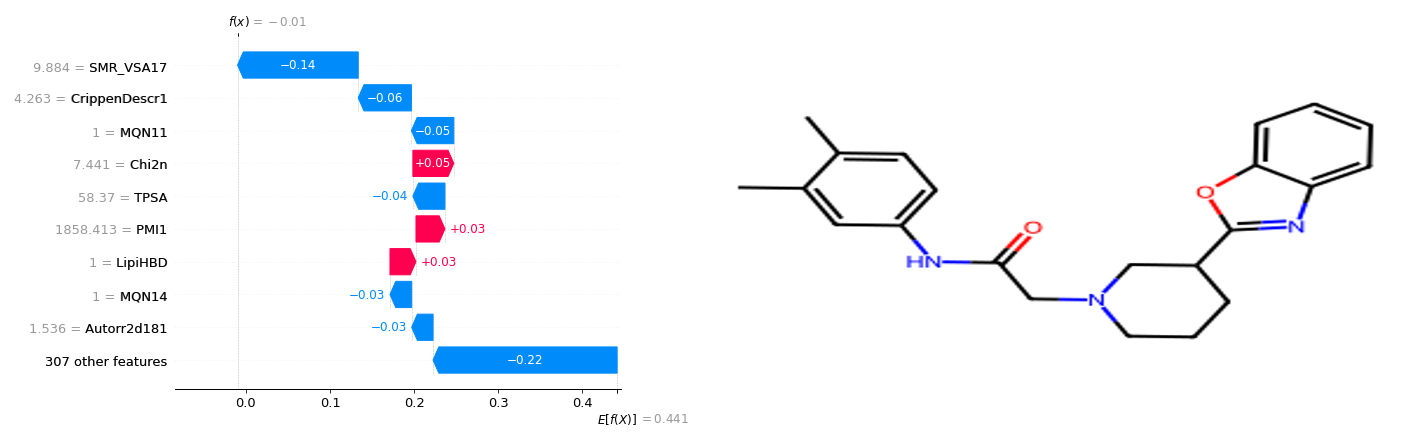 f(x) = −0.01
9.884 = SMR_VSA17
−0.14
4.263 = CrippenDescr1
−0.06
1 = MQN11
−0.05
7.441 = Chi2n
+0.05
58.37 = TPSA
−0.04
1858.413 = PMI1
+0.03
1 = LipiHBD
+0.03
1 = MQN14
−0.03
1.536 = Autorr2d181
−0.03
307 other features
−0.22
0.0 0.1 0.2 0.3 0.4
E[f(X)] = 0.441
O
N
O
HN
N